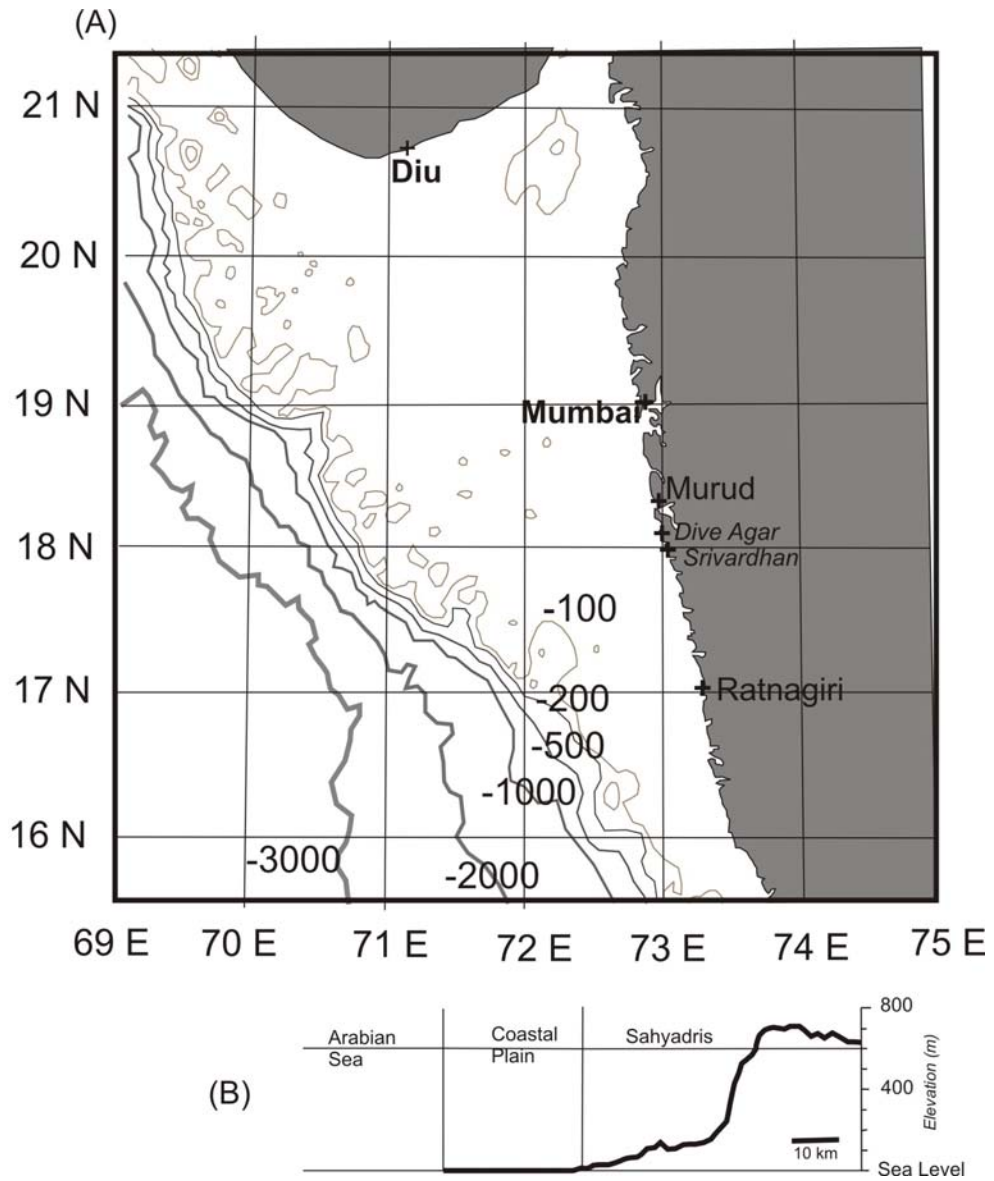 (A)
21 N
Diu
20 N
19 N
Mumbai
Murud
Dive Agar
18 N
Srivardhan
-100
17 N
Ratnagiri
-200
-500
-1000
16 N
-3000
-2000
69 E
70 E
71 E
72 E
73 E
74 E
75 E
(B)
Arabian
Sea
Coastal
Plain
Sahyadris
800
400
Elevation (m)
10 km
Sea Level